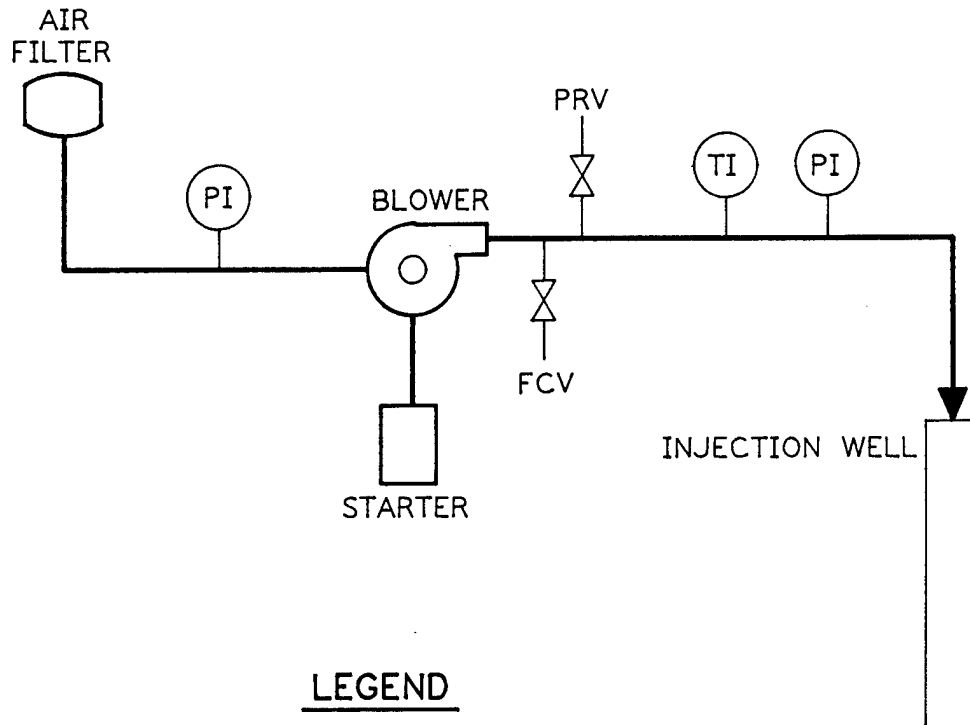 AIR
FILTER
PRV
PI
TI
PI
BLOWER
FCV
INJECTION WELL
STARTER
LEGEND